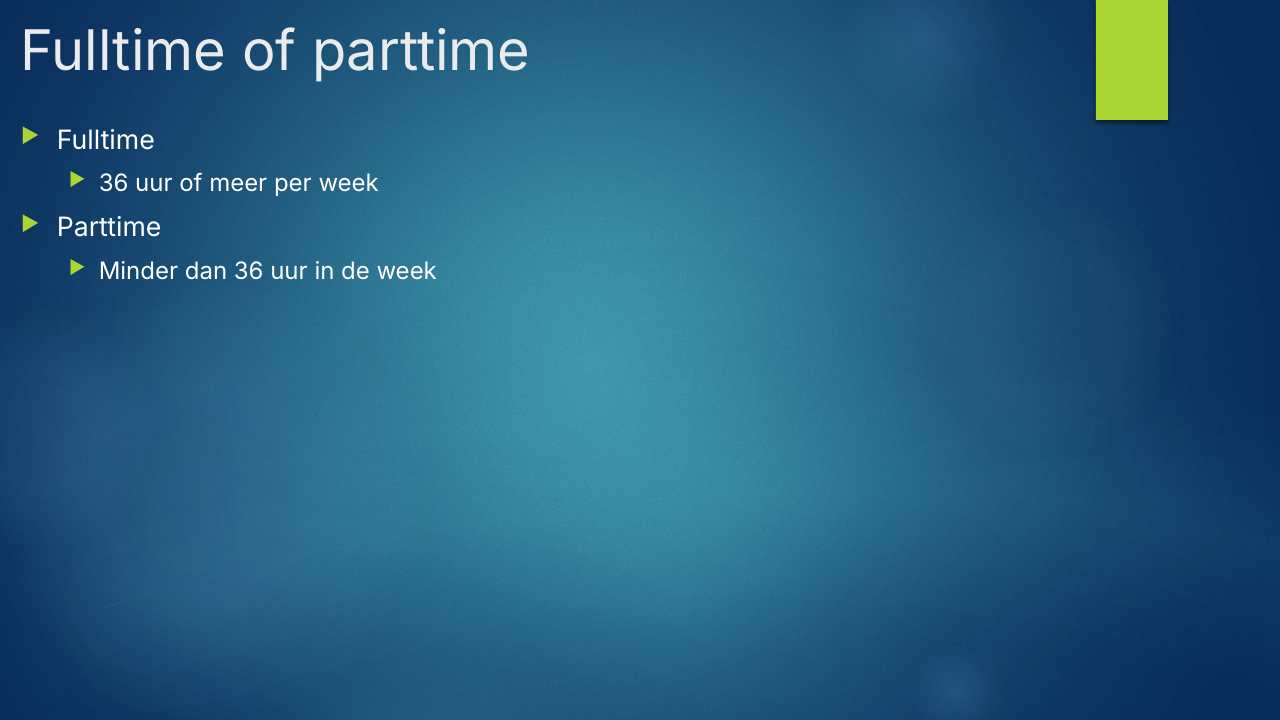 Fulltime of parttime
Fulltime
36 uur of meer per week
Parttime
Minder dan 36 uur in de week